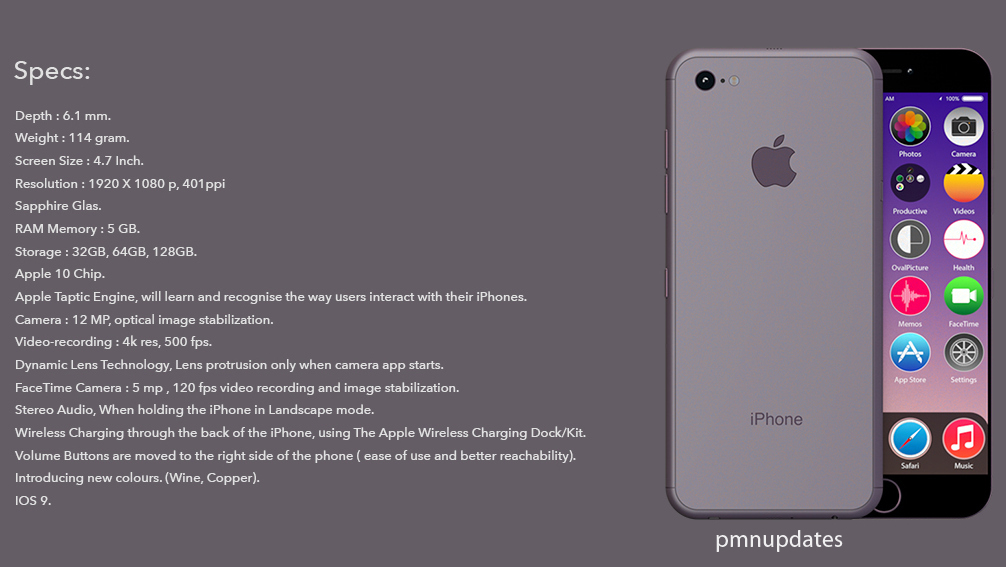 Specs:
Depth : 6.1 mm.
Weight : 114 gram.
Screen Size : 4.7 Inch.
Resolution : 1920 X 1080 p, 401ppi
Sapphire Glas.
RAM Memory : 5 GB.
Storage : 32GB, 64GB, 128GB.
Apple 10 Chip.
Apple Taptic Engine, will learn and recognise the way users interact with their iPhones.
Camera : 12 MP, optical image stabilization.
Video-recording : 4k res, 500 fps.
Dynamic Lens Technology, Lens protrusion only when camera app starts.
FaceTime Camera : 5 mp , 120 fps video recording and image stabilization.
Stereo Audio, When holding the iPhone in Landscape mode.
Wireless Charging through the back of the iPhone, using The Apple Wireless Charging Dock/Kit.
Volume Buttons are moved to the right side of the phone ( ease of use and better reachability).
Introducing new colours. (Wine, Copper).
IOS 9.
iPhone
AM 100%
Photos Camera
Productive Videos
OvalPicture Health
Memos FaceTime
App Store Settings
Safari Music
pmnupdates